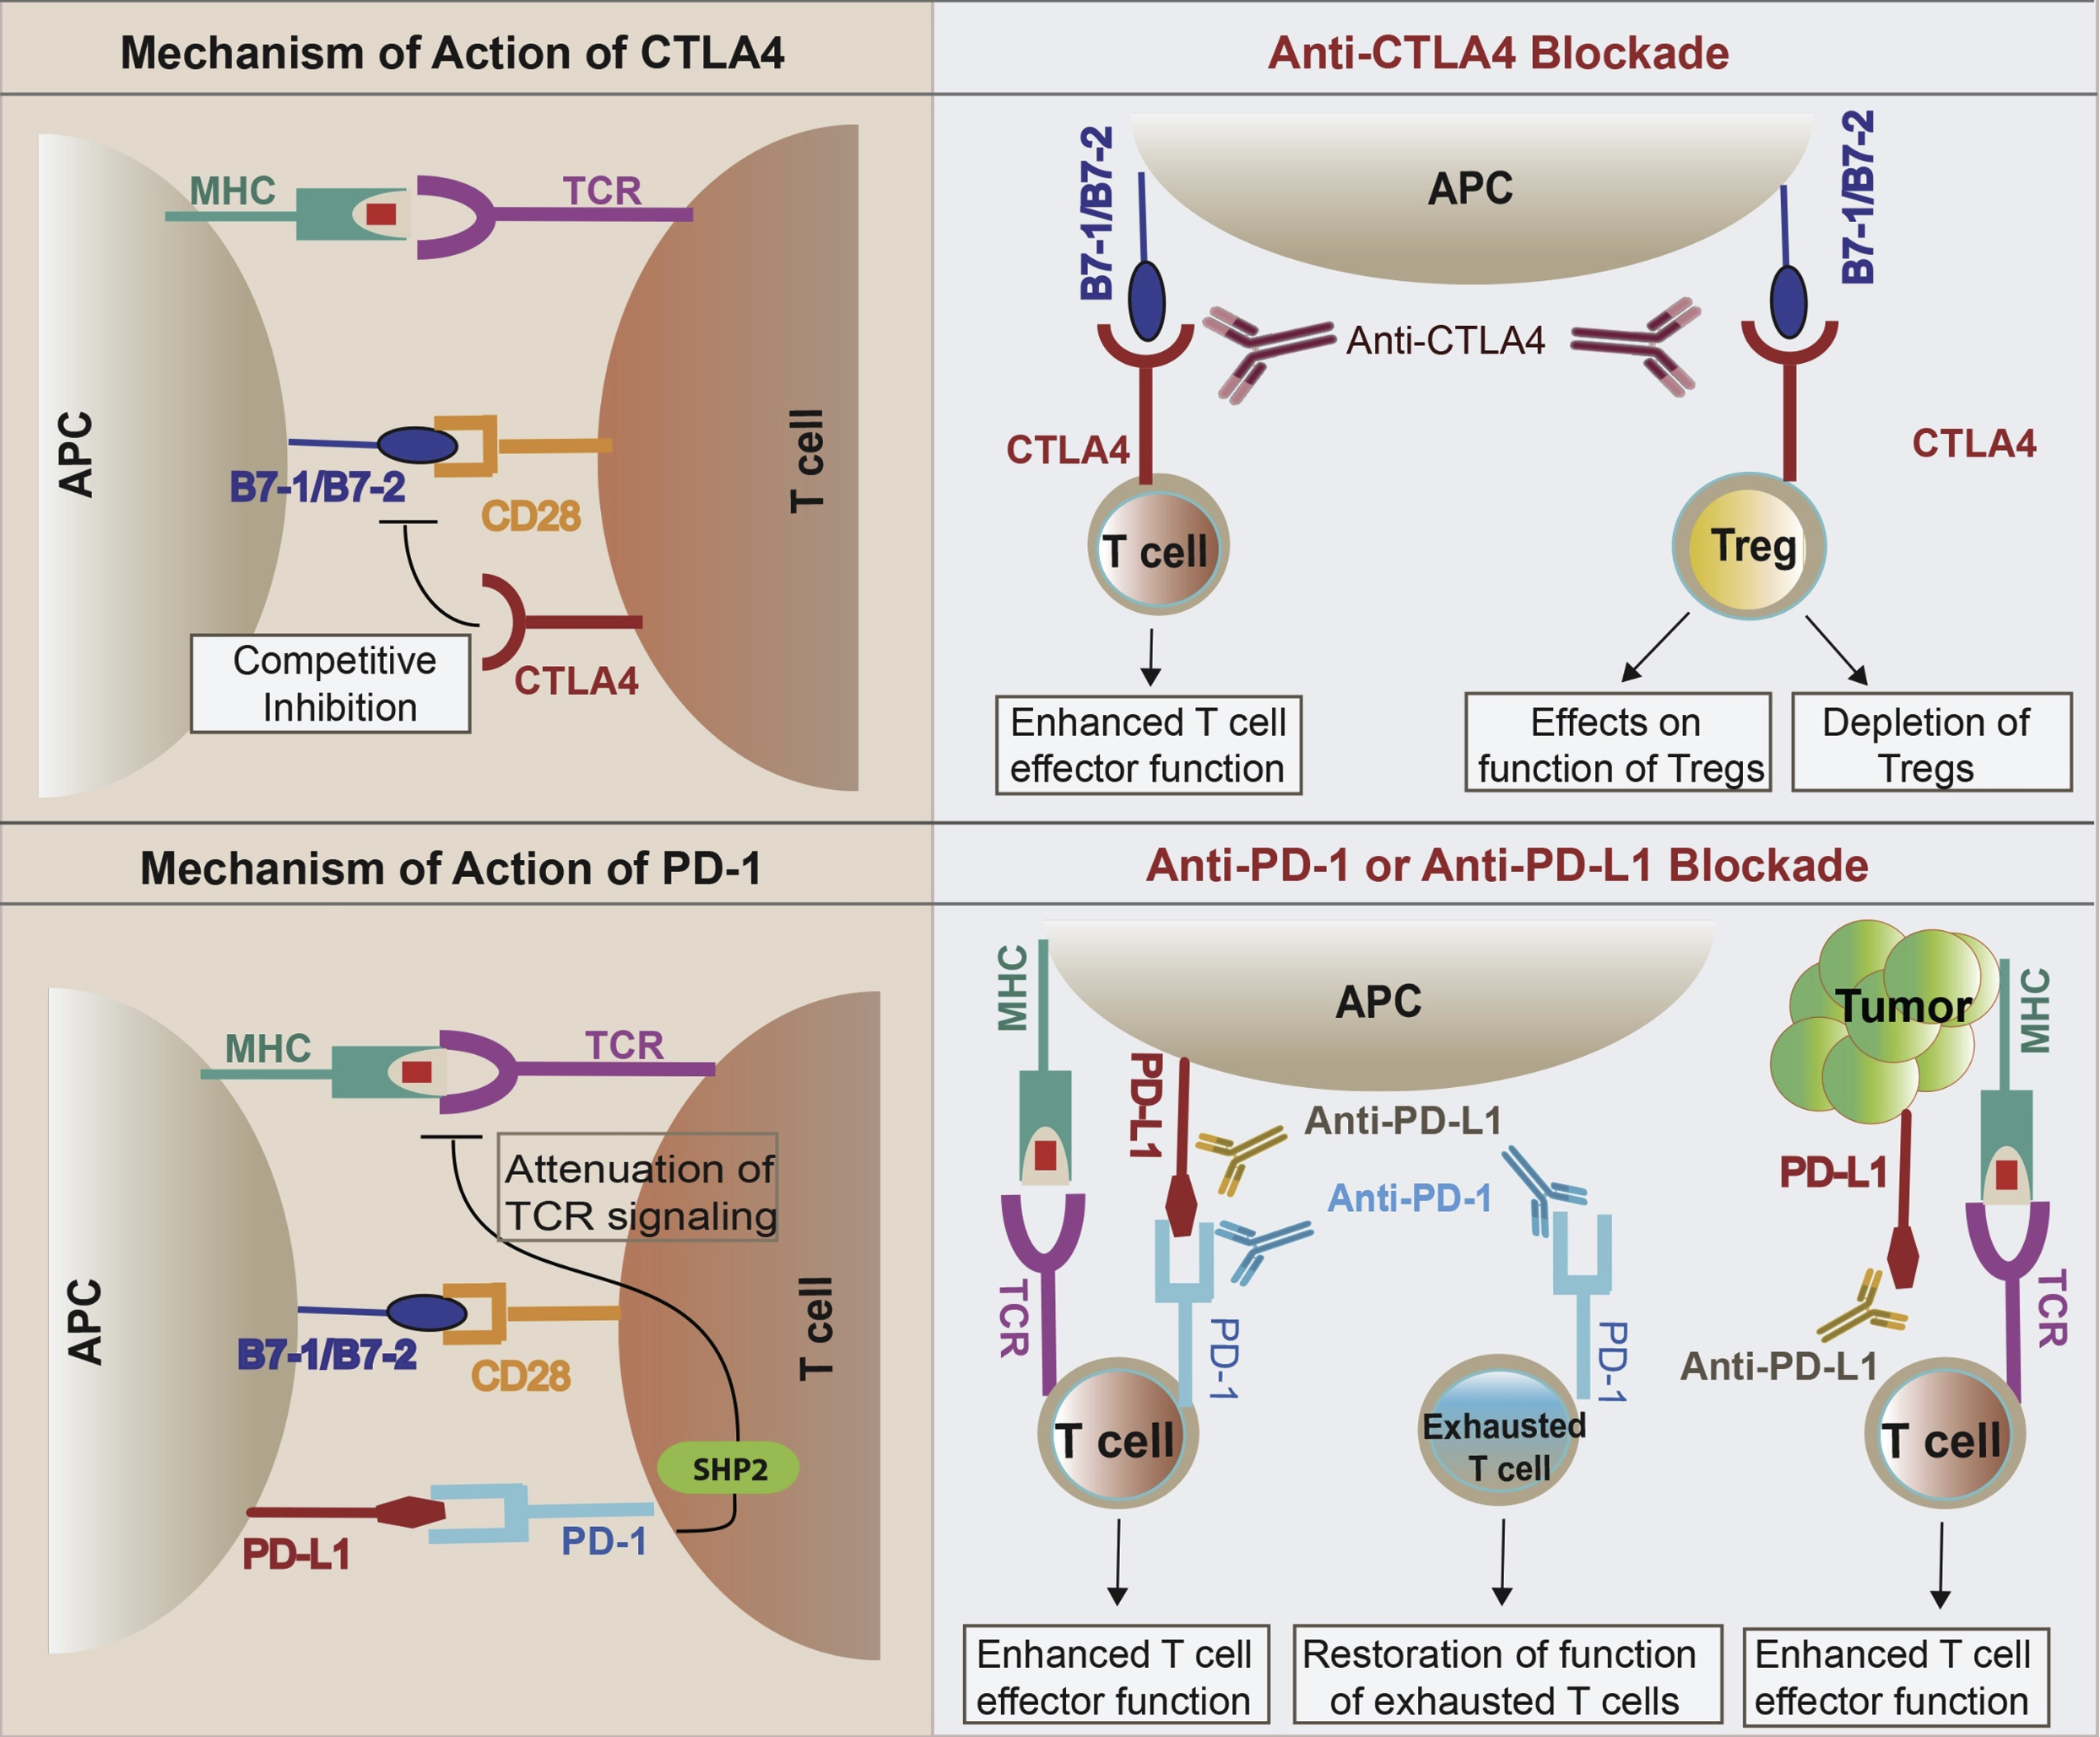 Mechanism of Action of CTLA4
MHC
TCR
APC
B7-1/B7-2
CD28
T cell
Competitive
Inhibition
CTLA4
Anti-CTLA4 Blockade
B7-1/B7-2
APC
B7-1/B7-2
Anti-CTLA4
CTLA4
CTLA4
T cell
Treg
Enhanced T cell
effector function
Effects on
function of Tregs
Depletion of
Tregs
Mechanism of Action of PD-1
MHC
TCR
Attenuation of
TCR signaling
APC
B7-1/B7-2
CD28
T cell
SHP2
PD-L1
PD-1
Anti-PD-1 or Anti-PD-L1 Blockade
MHC
APC
Tumor
MHC
PD-L1
Anti-PD-L1
Anti-PD-1
PD-L1
TCR
PD-1
PD-1
Anti-PD-L1
TCR
T cell
Exhausted
T cell
T cell
Enhanced T cell
effector function
Restoration of function
of exhausted T cells
Enhanced T cell
effector function